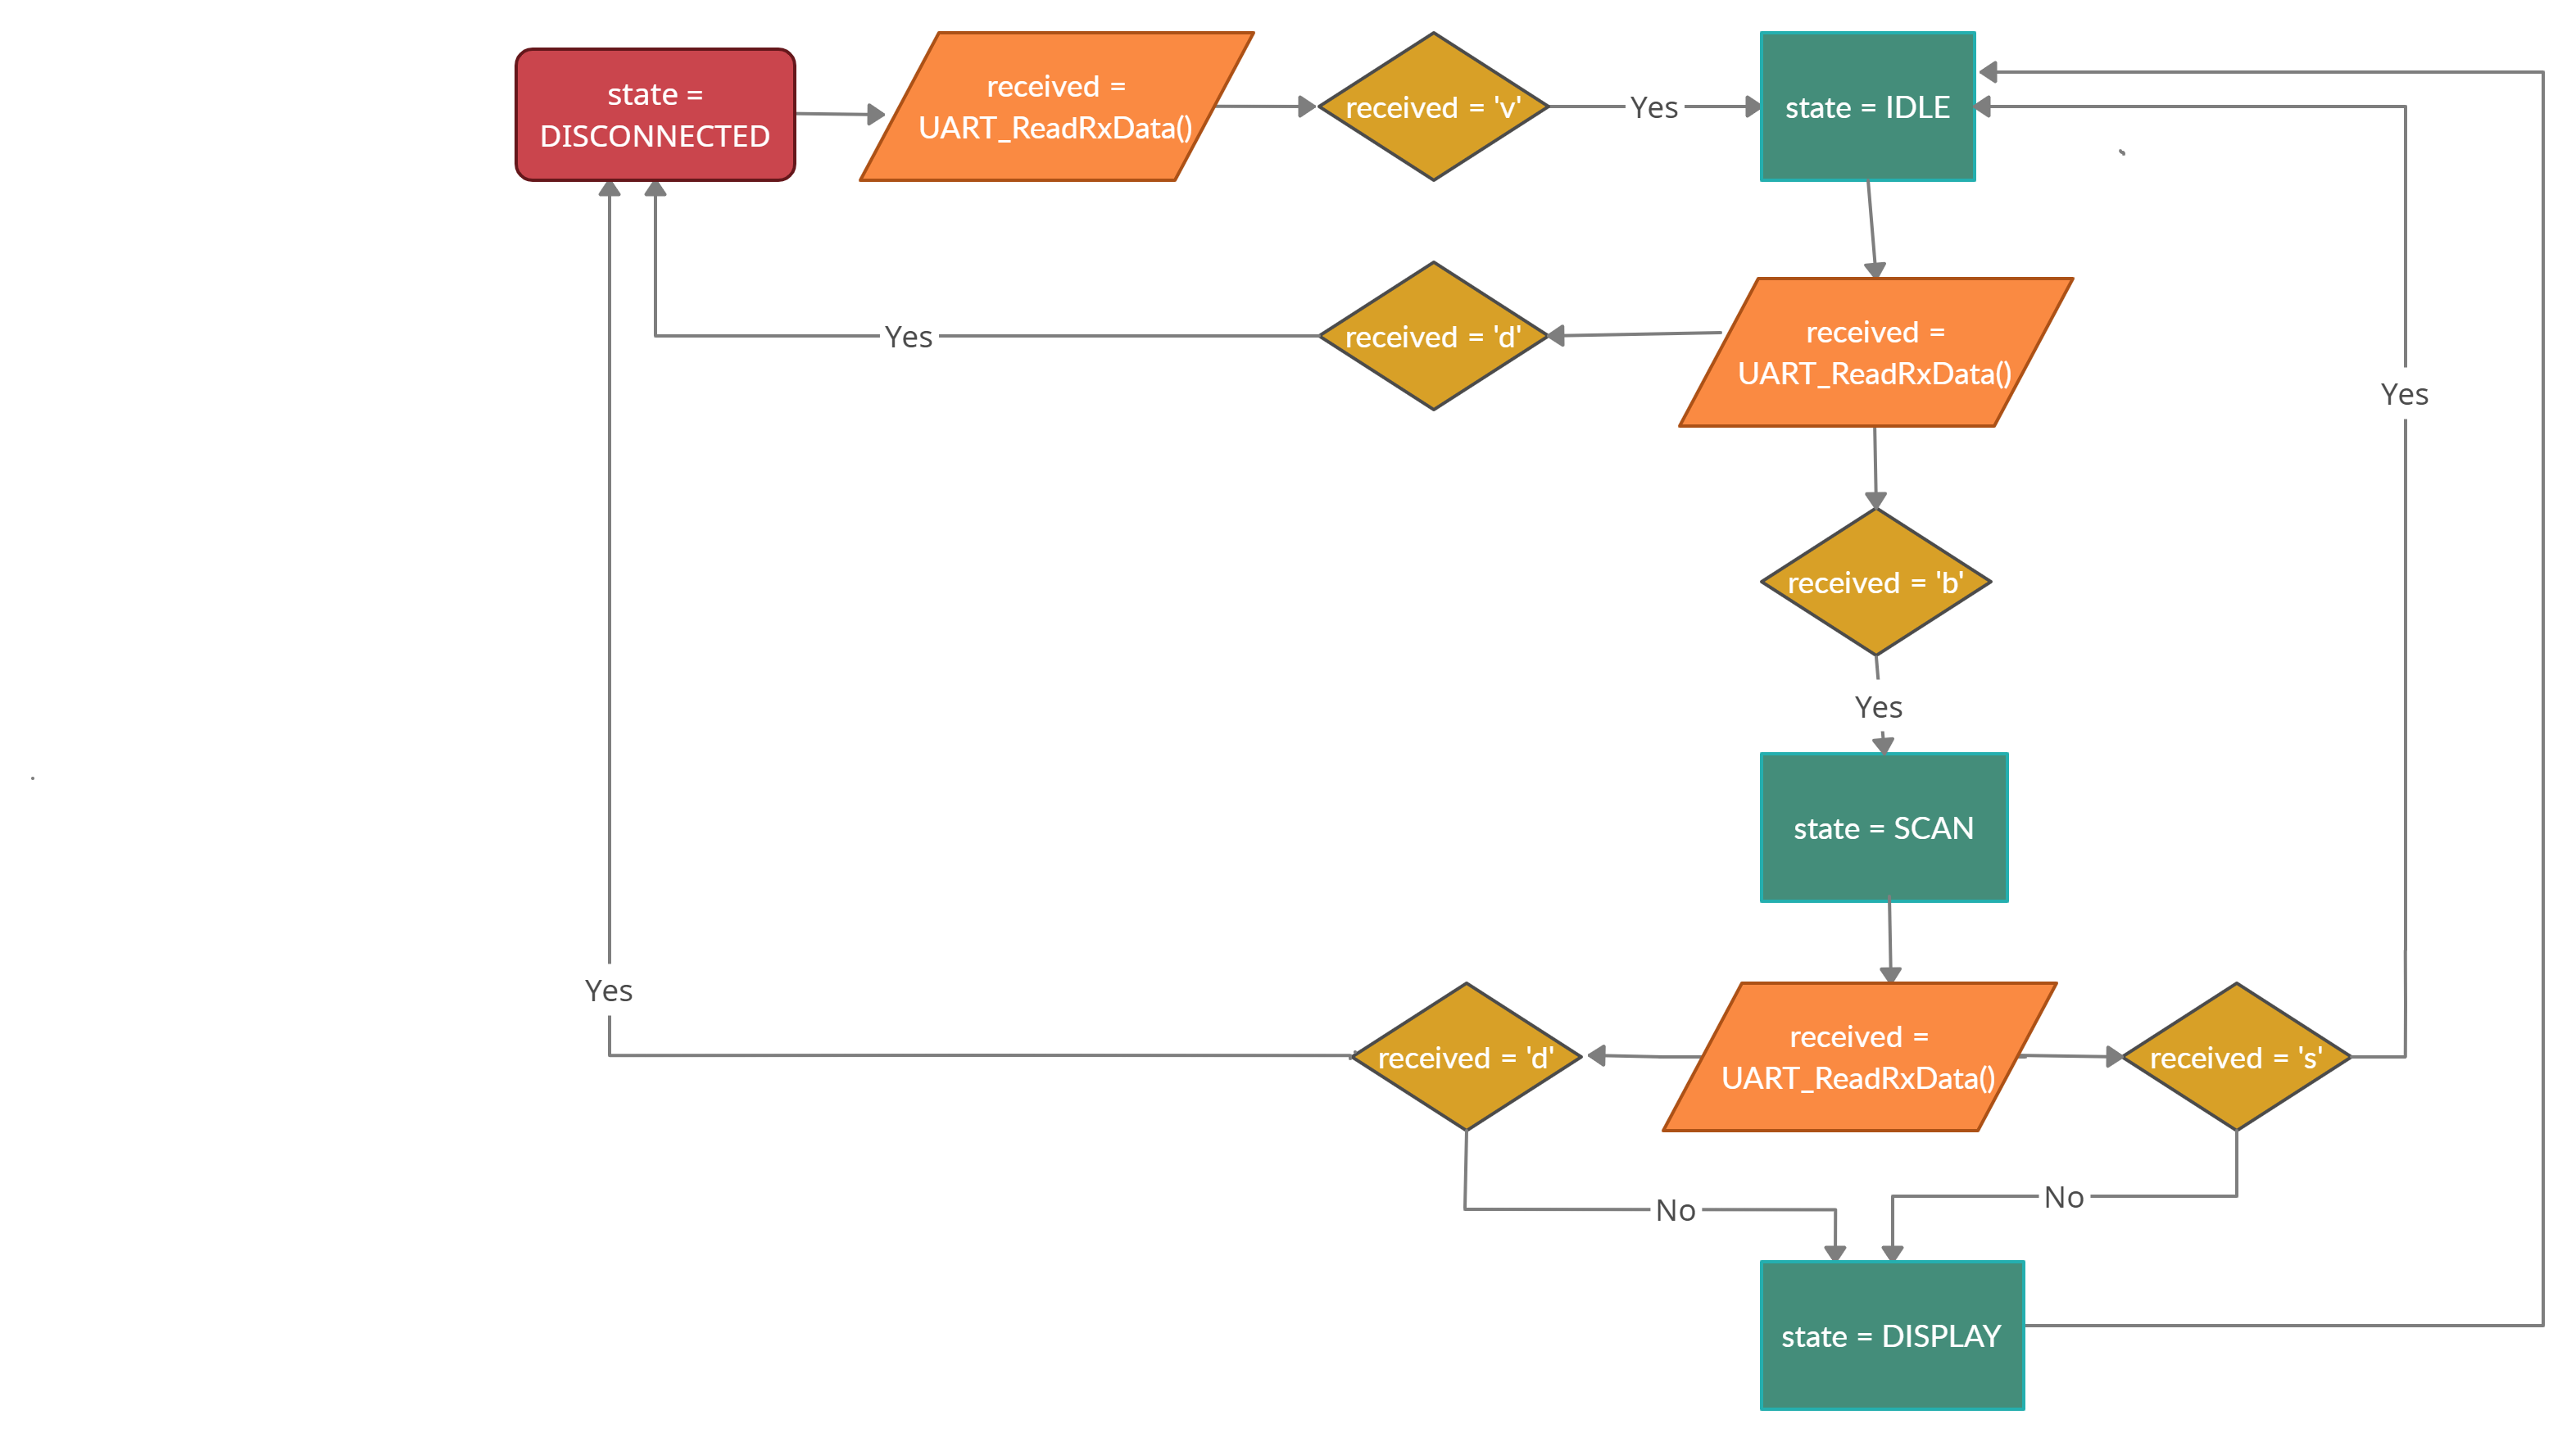 state =
DISCONNECTED
received =
UART_ReadRxData()
received = 'v'
Yes
state = IDLE
Yes
received = 'd'
received =
UART_ReadRxData()
Yes
received = 'b'
Yes
state = SCAN
Yes
received = 'd'
received =
UART_ReadRxData()
received = 's'
No
No
state = DISPLAY